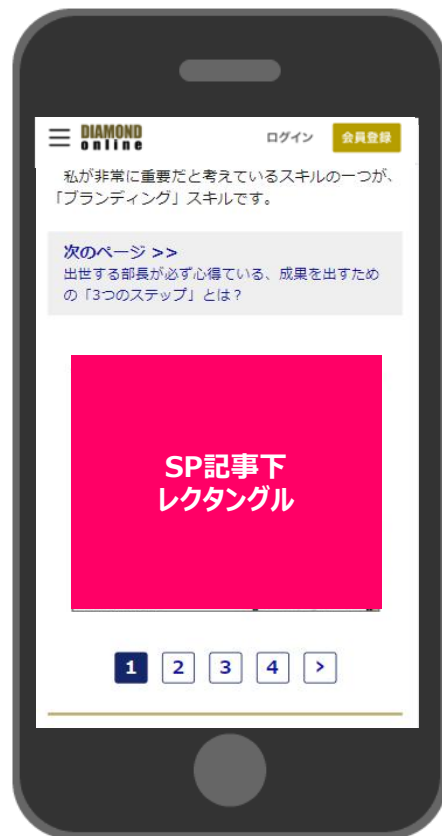 DIAMOND
online
ログイン
会員登録
私が非常に重要だと考えているスキルの一つが、
「ブランディング」スキルです。
次のページ >>
出世する部長が必ず心得ている、成果を出すため
の「3つのステップ」とは？
SP記事下
レクタングル
1 2 3 4 >